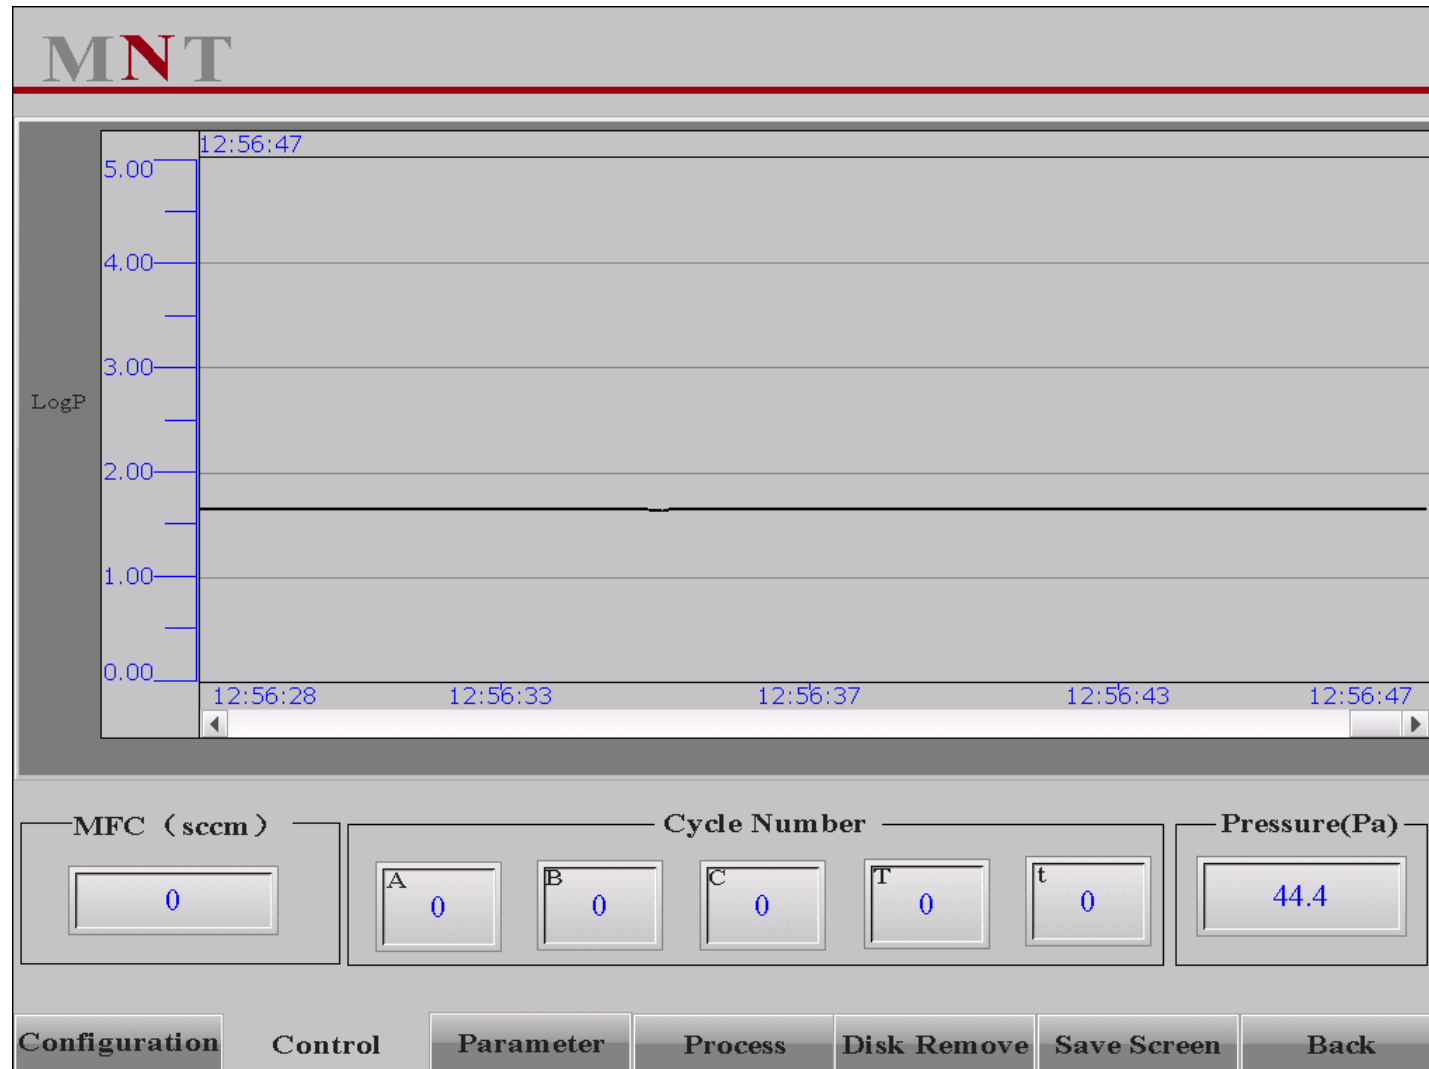 MNT
12:56:47
5.00
4.00
3.00
LogP
2.00
1.00
0.00
12:56:28 12:56:33 12:56:37 12:56:43 12:56:47
MFC （sccm） Cycle Number Pressure(Pa)
0 A 0 B 0 C 0 T 0 t 0 44.4
Configuration Control Parameter Process Disk Remove Save Screen Back